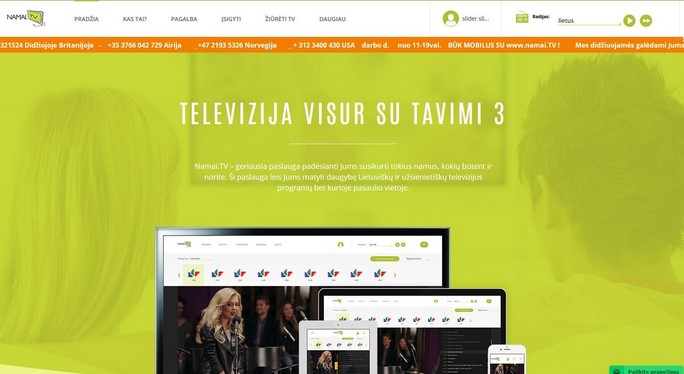 NAMAI TV
PRADŽIA KAS TAI? PAGALBA ĮSIGYTI ŽIŪRĖTI TV DAUGIAU
slider sli...
Radijas: lietus
321524 Didžiojoje Britanijoje - +35 3766 042 729 Airija _+47 2193 5326 Norvegija _+ 312 3400 430 USA darbo d. nuo 11-19val. BŪK MOBILUS SU www.namai.TV ! Mes didžiuojamės galėdami Jums
TELEVIZIJA VISUR SU TAVIMI 3
Namai.TV – geriausia paslauga padėsianti Jums susikurti tokius namus, kokių būtent ir
norite. Ši paslauga leis Jums matyti daugybę Lietuviškų ir užsienietiškų televizijos
programų bet kurioje pasaulio vietoje.
Palikite pranešimą